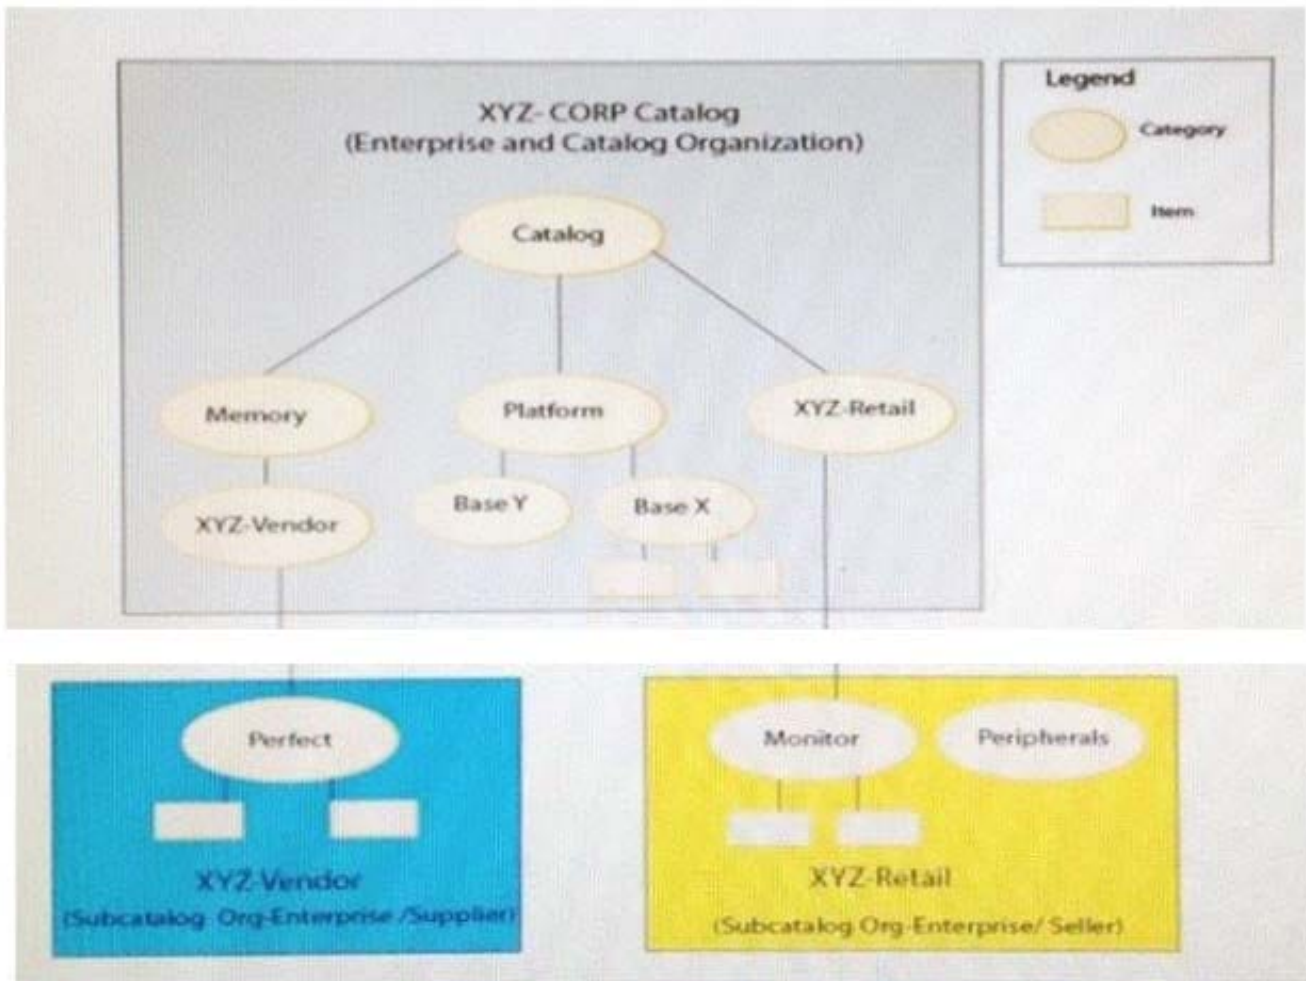 XYZ- CORP Catalog
(Enterprise and Catalog Organization)
Legend
Category
Item
Catalog
Memory
Platform
XYZ-Retail
XYZ-Vendor
Base Y
Base X
Perfect
Monitor
Peripherals
XYZ-Vendor
(Subcatalog Org-Enterprise /Supplier)
XYZ-Retail
(Subcatalog Org-Enterprise/ Seller)